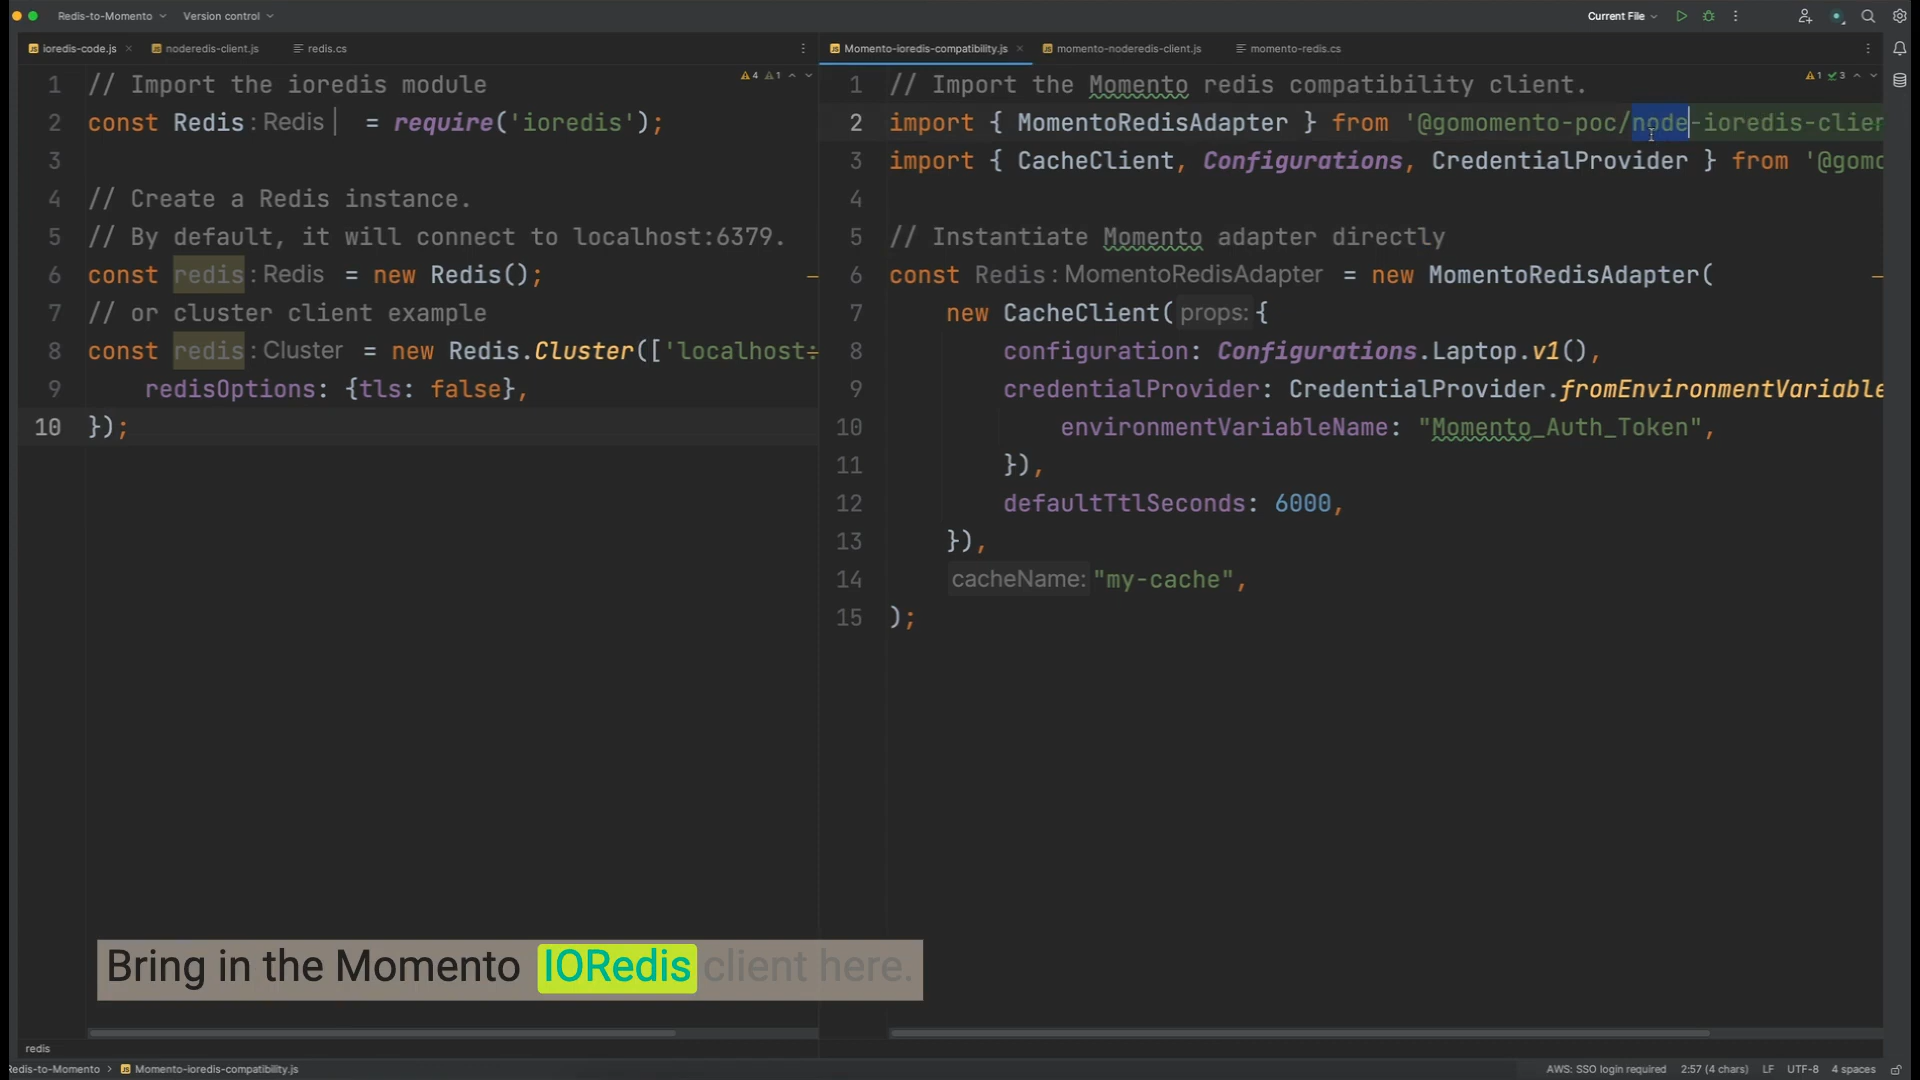 Redis-to-Momento
Version control
Current File
ioredis-code.js
noderedis-client.js
redis.cs
4 1
1 // Import the ioredis module
2 const Redis : Redis = require('ioredis');
3
4 // Create a Redis instance.
5 // By default, it will connect to localhost:6379.
6 const redis : Redis = new Redis();
7 // or cluster client example
8 const redis : Cluster = new Redis.Cluster(['localhost:
9 redisOptions: {tls: false},
10 });
Momento-ioredis-compatibility.js
momento-noderedis-client.js
momento-redis.cs
1 3
1 // Import the Momento redis compatibility client.
2 import { MomentoRedisAdapter } from '@gomomento-poc/node-ioredis-clien
3 import { CacheClient, Configurations, CredentialProvider } from '@gomo
4
5 // Instantiate Momento adapter directly
6 const Redis : MomentoRedisAdapter = new MomentoRedisAdapter(
7 new CacheClient( props: {
8 configuration: Configurations.Laptop.v1(),
9 credentialProvider: CredentialProvider.fromEnvironmentVariable
10 environmentVariableName: "Momento_Auth_Token",
11 }),
12 defaultTtlSeconds: 6000,
13 }),
14 cacheName: "my-cache",
15 );
Bring in the Momento IORedis client here.
redis
Redis-to-Momento > Momento-ioredis-compatibility.js
AWS: SSO login required 2:57 (4 chars) LF UTF-8 4 spaces